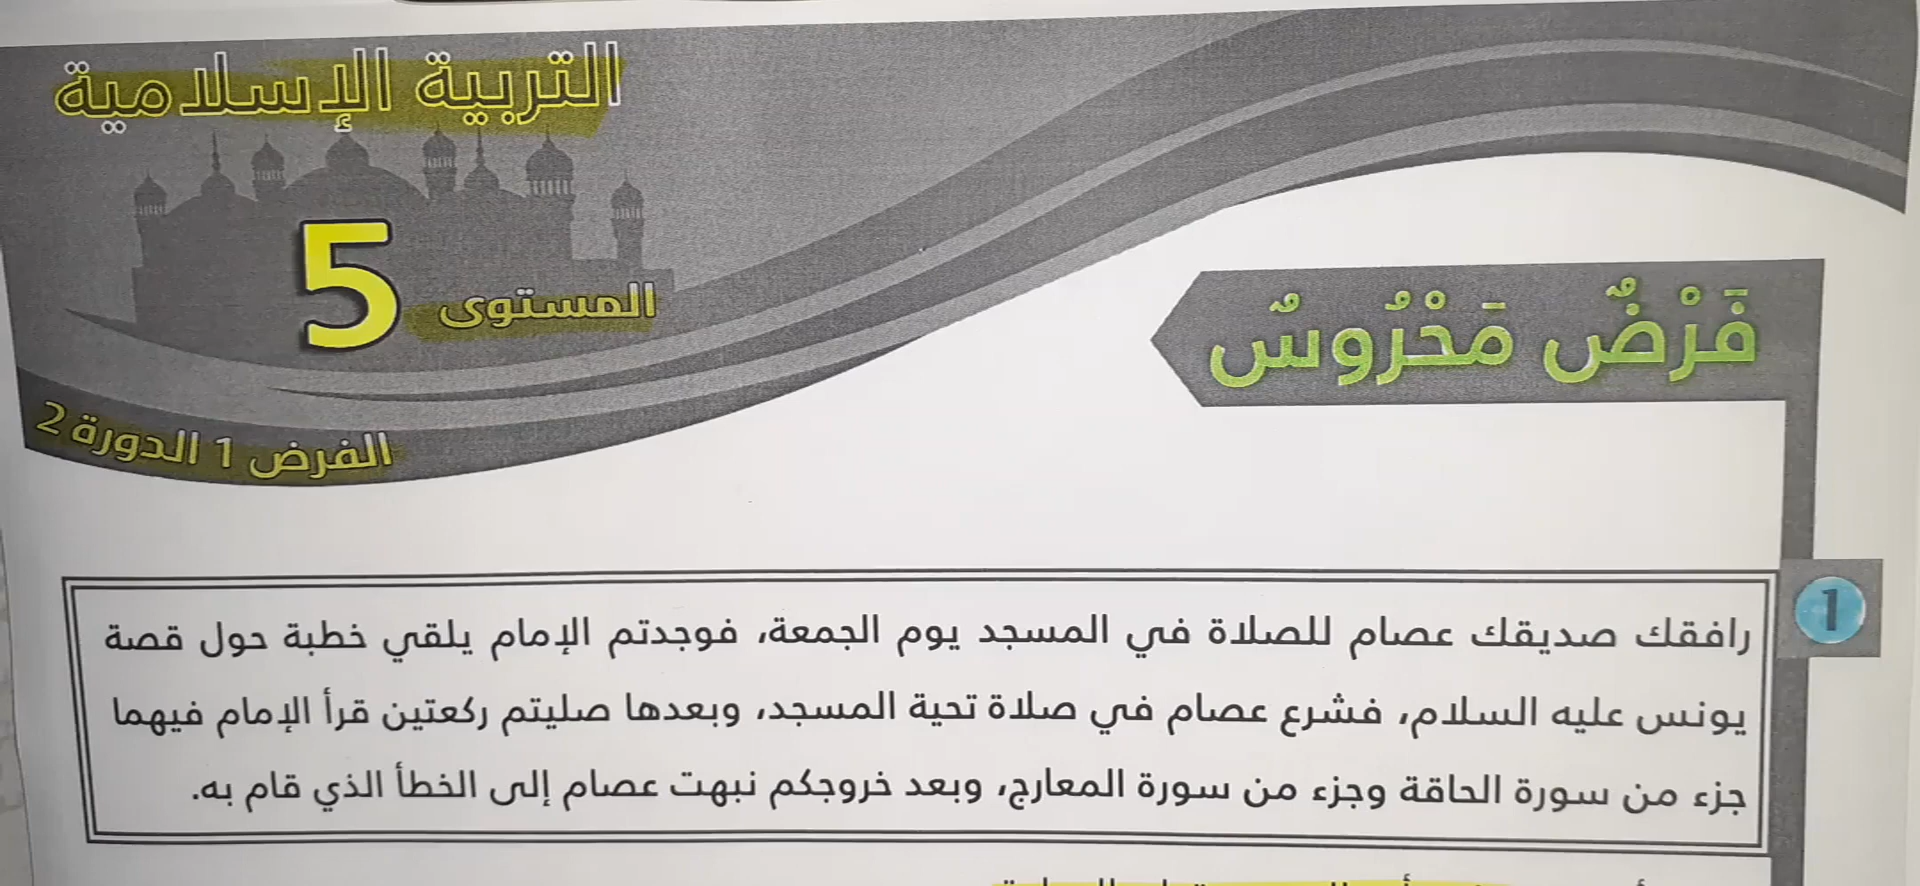 التربية الإسلامية
المستوى 5
الفرض 1 الدورة 2
فَرْضٌ مَحْرُوسٌ
1
رافقك صديقك عصام للصلاة في المسجد يوم الجمعة، فوجدتم الإمام يلقي خطبة حول قصة
يونس عليه السلام، فشرع عصام في صلاة تحية المسجد، وبعدها صليتم ركعتين قرأ الإمام فيهما
جزء من سورة الحاقة وجزء من سورة المعارج، وبعد خروجكم نبهت عصام إلى الخطأ الذي قام به.